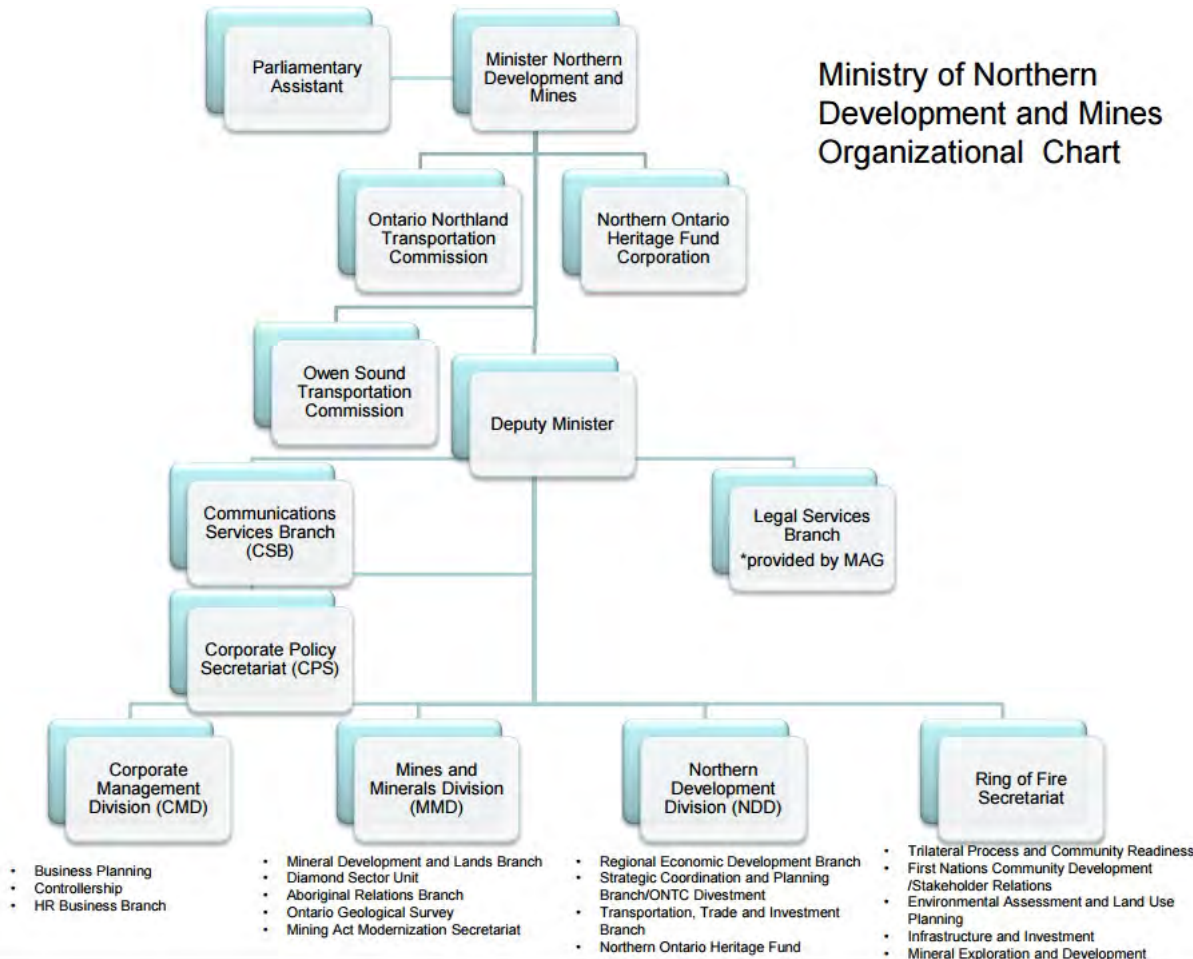 Ministry of Northern
Development and Mines
Organizational Chart
Parliamentary
Assistant
Minister Northern
Development and
Mines
Ontario Northland
Transportation
Commission
Northern Ontario
Heritage Fund
Corporation
Owen Sound
Transportation
Commission
Deputy Minister
Communications
Services Branch
(CSB)
Legal Services
Branch
*provided by MAG
Corporate Policy
Secretariat (CPS)
Corporate
Management
Division (CMD)
Mines and
Minerals Division
(MMD)
Northern
Development
Division (NDD)
Ring of Fire
Secretariat
• Business Planning
• Controllership
• HR Business Branch
• Mineral Development and Lands Branch
• Diamond Sector Unit
• Aboriginal Relations Branch
• Ontario Geological Survey
• Mining Act Modernization Secretariat
• Regional Economic Development Branch
• Strategic Coordination and Planning
Branch/ONTC Divestment
• Transportation, Trade and Investment
Branch
• Northern Ontario Heritage Fund
• Trilateral Process and Community Readiness
• First Nations Community Development
/Stakeholder Relations
• Environmental Assessment and Land Use
Planning
• Infrastructure and Investment
• Mineral Exploration and Development